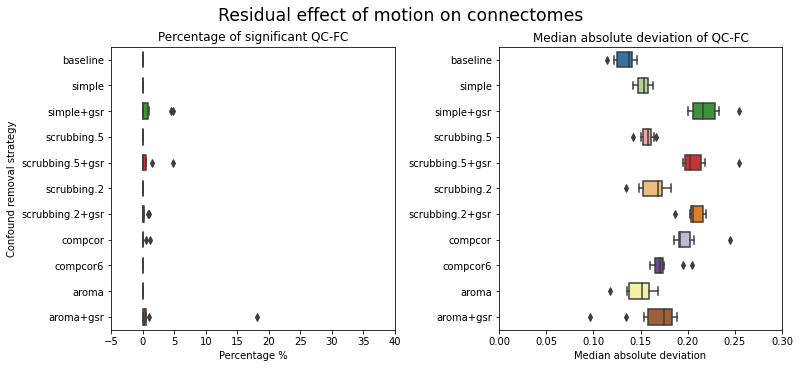 Residual effect of motion on connectomes
Percentage of significant QC-FC
Confound removal strategy
baseline
simple
simple+gsr
scrubbing.5
scrubbing.5+gsr
scrubbing.2
scrubbing.2+gsr
compcor
compcor6
aroma
aroma+gsr
−5 0 5 10 15 20 25 30 35 40
Percentage %
Median absolute deviation of QC-FC
baseline
simple
simple+gsr
scrubbing.5
scrubbing.5+gsr
scrubbing.2
scrubbing.2+gsr
compcor
compcor6
aroma
aroma+gsr
0.00 0.05 0.10 0.15 0.20 0.25 0.30
Median absolute deviation